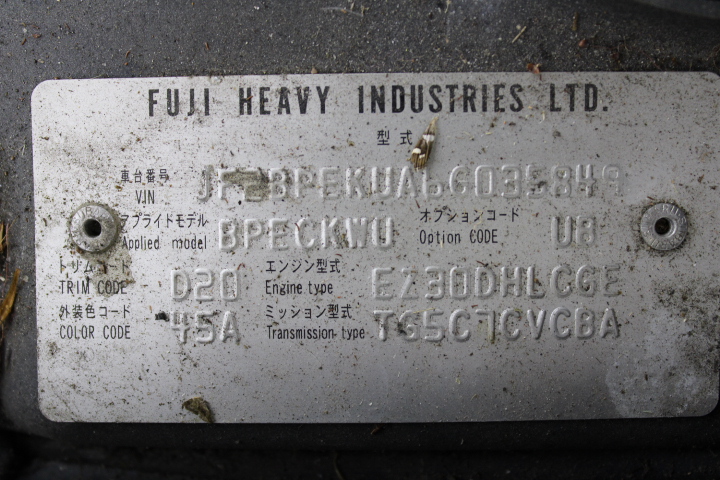 FUJI HEAVY INDUSTRIES LTD.
型式
車台番号
VIN
アプライドモデル オプションコード
Applied model BPECKWU Option CODE U8
トリムコード エンジン型式
TRIM CODE D20 Engine type EZ30DHLCGE
外装色コード ミッション型式
COLOR CODE 45A Transmission type TG5C7CVCBA